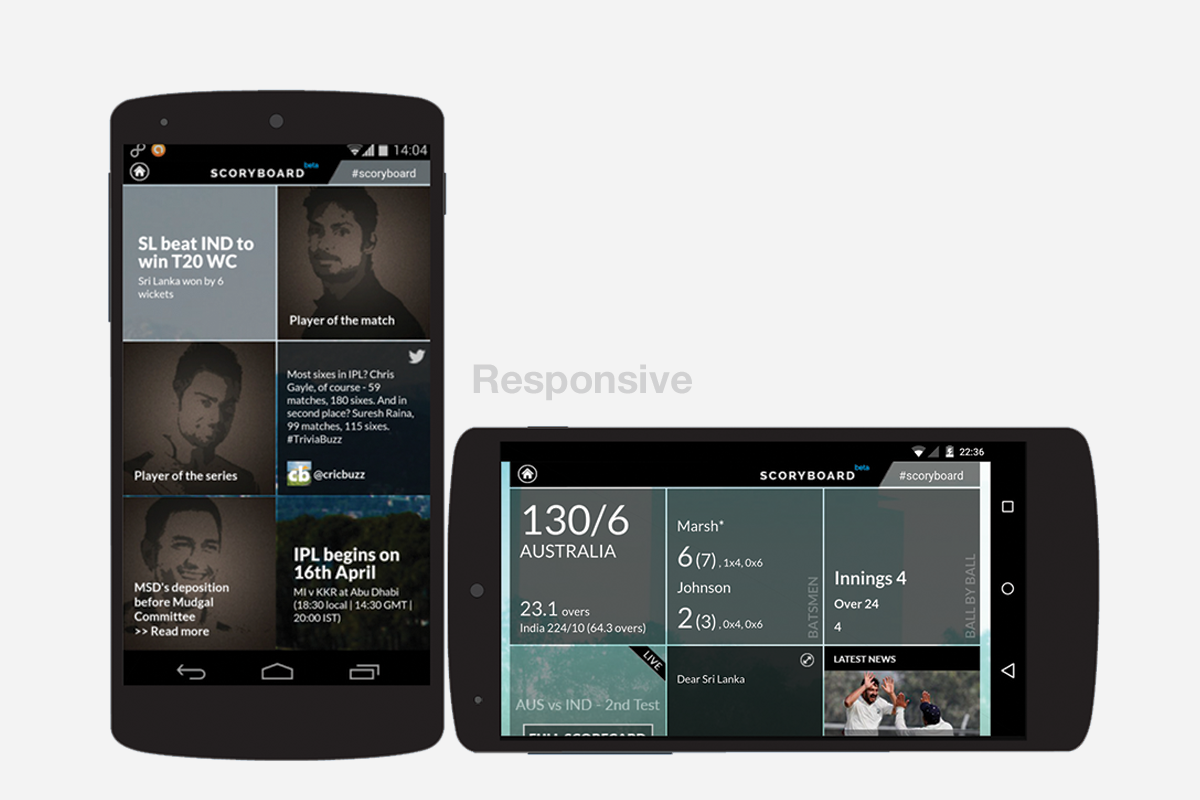 14:04
SCORYBOARD beta
#scoryboard
SL beat IND to
win T20 WC
Sri Lanka won by 6
wickets
Player of the match
Player of the series
Most sixes in IPL? Chris
Gayle, of course - 59
matches, 180 sixes. And in
second place? Suresh Raina,
99 matches, 115 sixes.
#TriviaBuzz
cb @cricbuzz
MSD's deposition
before Mudgal
Committee
>> Read more
IPL begins on
16th April
MI v KKR at Abu Dhabi
(18:30 local | 14:30 GMT |
20:00 IST)
Responsive
22:36
SCORYBOARD beta
#scoryboard
130/6
AUSTRALIA
23.1 overs
India 224/10 (64.3 overs)
Marsh*
6 (7) , 1x4, 0x6
Johnson
2 (3) , 0x4, 0x6
BATSMEN
Innings 4
Over 24
4
BALL BY BALL
LIVE
AUS vs IND - 2nd Test
FULL SCORECARD
Dear Sri Lanka
LATEST NEWS